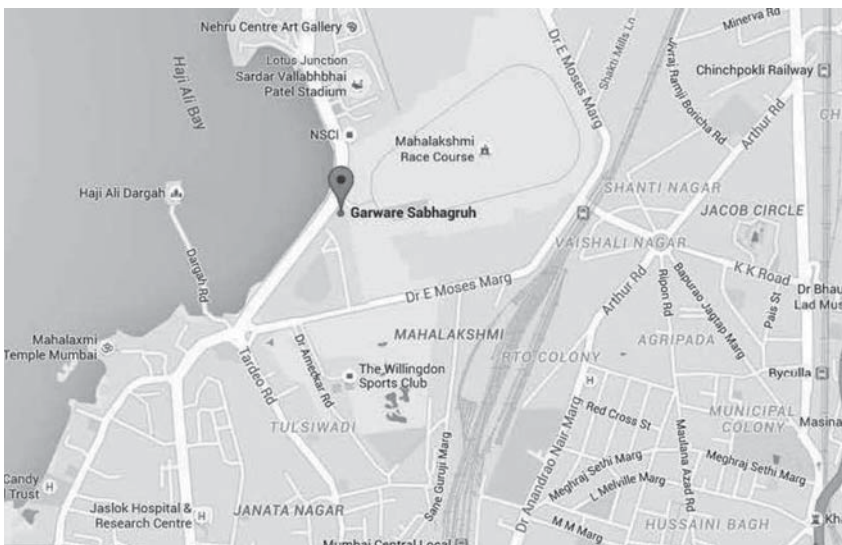 Nehru Centre Art Gallery
Haji Ali Bay
Lotus Junction
Sardar Vallabhbhai
Patel Stadium
NSCI
Mahalakshmi
Race Course
Dr E Moses Marg
Shakti Mills Ln
Minerva Rd
Vivraj Ramji Boricha Rd
Chinchpokli Railway
Arthur Rd
CH
Haji Ali Dargah
Dargah Rd
Garware Sabhagruh
SHANTI NAGAR
JACOB CIRCLE
VAISHALI NAGAR
K K Road
Dr Bhau
Lad Mus
Arthur Rd
Ripon Rd
Bapurao Jagtap Marg
Pais St
Dr E Moses Marg
MAHALAKSHMI
RTO COLONY
AGRIPADA
Mahalaxmi
Temple Mumbai
Tardeo Rd
Dr Ameckar Rd
The Willingdon
Sports Club
Byculla
Red Cross St
MUNICIPAL
COLONY
Masina
TULSIWADI
Sane Guruji Marg
Dr Anandrao Nair Marg
Maulana Azad Rd
Meghraj Sethi Marg
Meghraj Sethi Marg
L Melville Marg
Candy
l Trust
Jaslok Hospital &
Research Centre
JANATA NAGAR
M M Marg
HUSSAINI BAGH
Kha
Mumbai Central Local